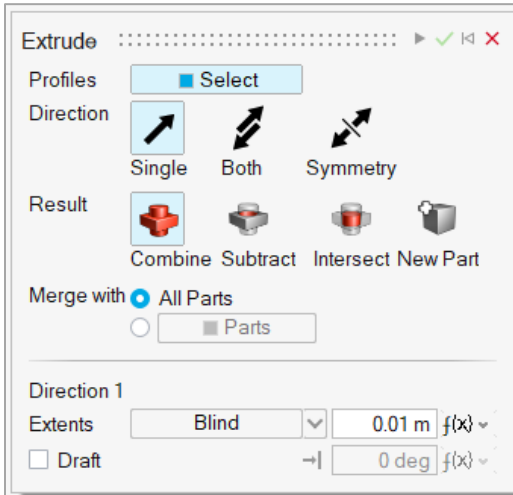 Extrude
Profiles Select
Direction
Single Both Symmetry
Result
Combine Subtract Intersect New Part
Merge with All Parts
Parts
Direction 1
Extents Blind 0.01 m f(x)
Draft 0 deg f(x)